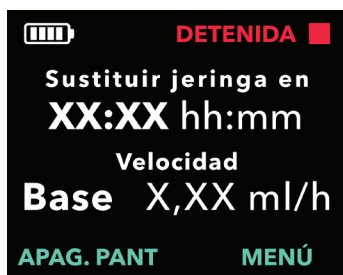 DETENIDA
Sustituir jeringa en
XX:XX hh:mm
Velocidad
Base X,XX ml/h
APAG. PANT MENÚ